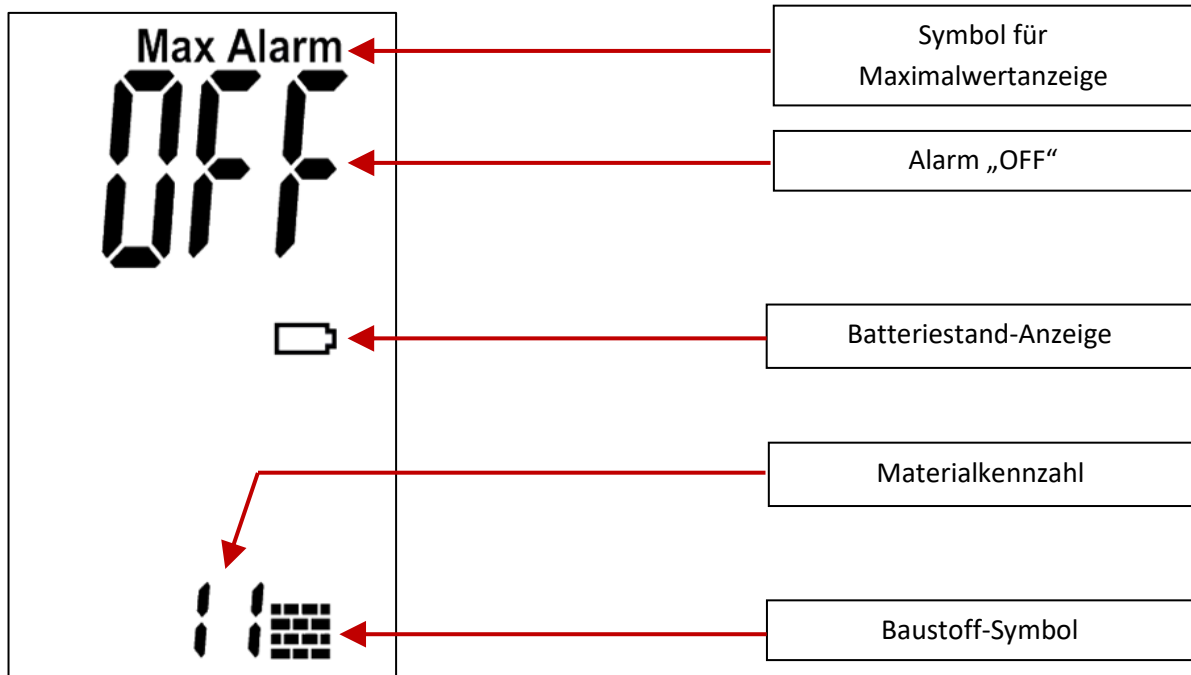 Max Alarm
OFF
11
Symbol für
Maximalwertanzeige
Alarm „OFF“
Batteriestand-Anzeige
Materialkennzahl
Baustoff-Symbol